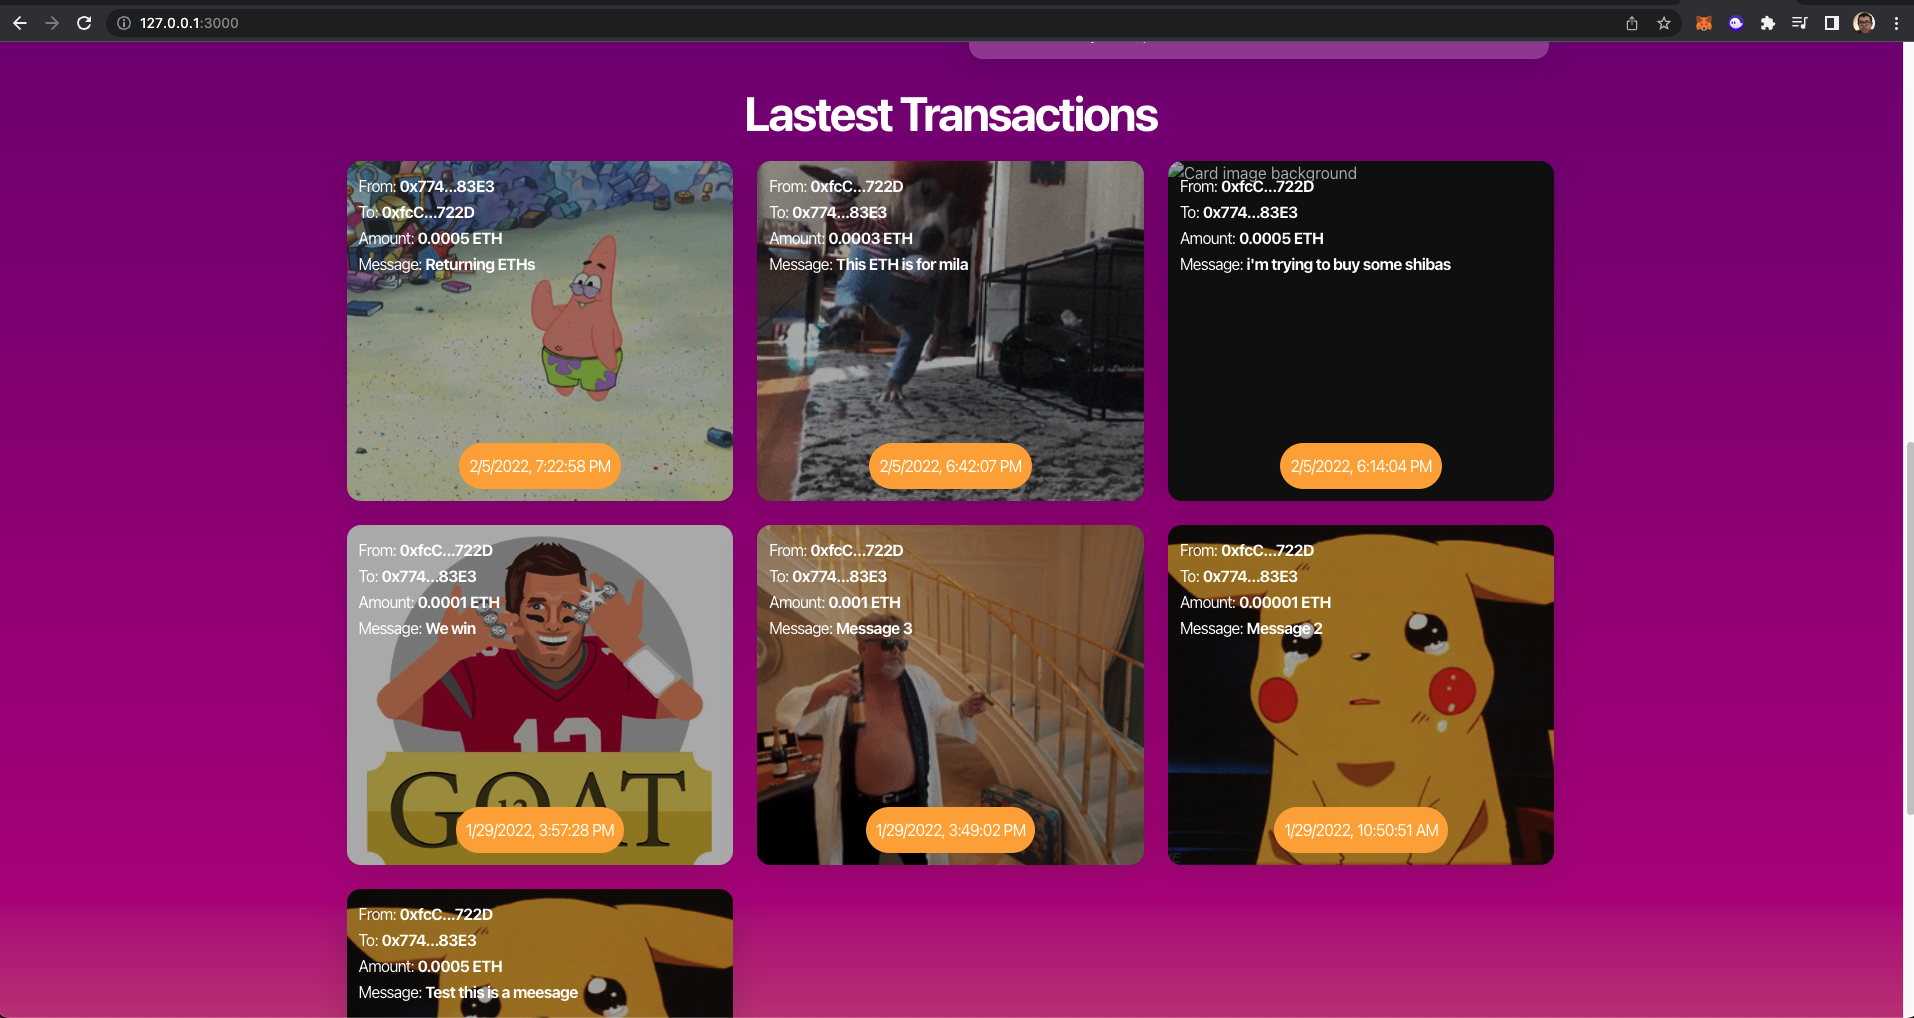 127.0.0.1:3000
Lastest Transactions
From: 0x774...83E3
To: 0xfcC...722D
Amount: 0.0005 ETH
Message: Returning ETHs
2/5/2022, 7:22:58 PM
From: 0xfcC...722D
To: 0x774...83E3
Amount: 0.0003 ETH
Message: This ETH is for mila
2/5/2022, 6:42:07 PM
Card image background
From: 0xfcC...722D
To: 0x774...83E3
Amount: 0.0005 ETH
Message: i'm trying to buy some shibas
2/5/2022, 6:14:04 PM
From: 0xfcC...722D
To: 0x774...83E3
Amount: 0.0001 ETH
Message: We win
12
GOAT
12
1/29/2022, 3:57:28 PM
From: 0xfcC...722D
To: 0x774...83E3
Amount: 0.001 ETH
Message: Message 3
1/29/2022, 3:49:02 PM
From: 0xfcC...722D
To: 0x774...83E3
Amount: 0.00001 ETH
Message: Message 2
1/29/2022, 10:50:51 AM
From: 0xfcC...722D
To: 0x774...83E3
Amount: 0.0005 ETH
Message: Test this is a meesage